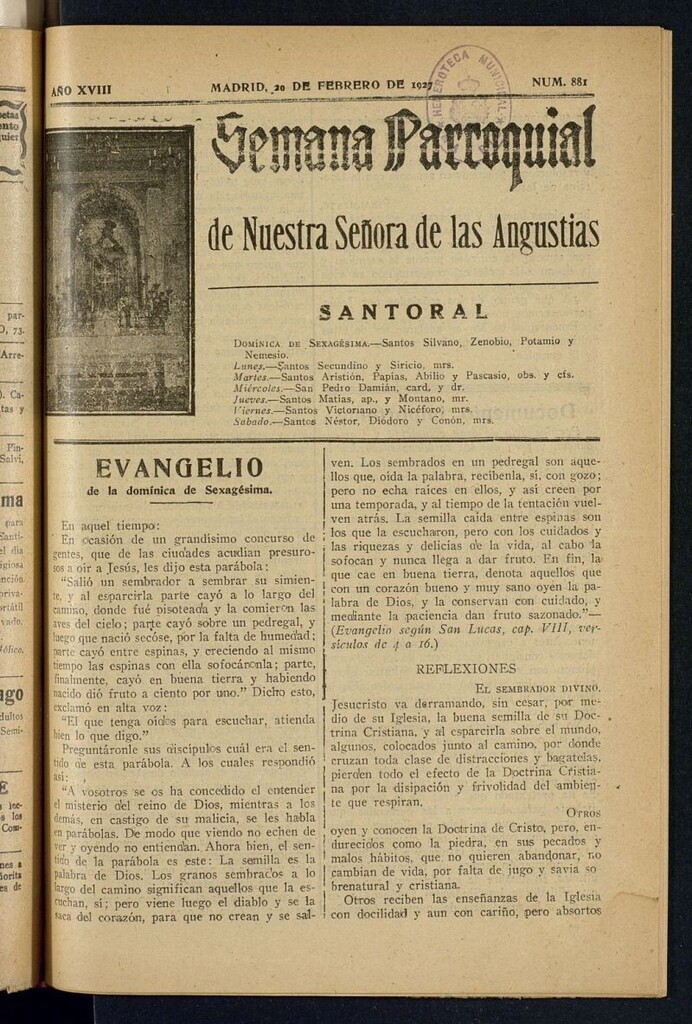 AÑO XVIII
MADRID, 20 DE FEBRERO DE 1927
NUM. 881
HEMEROTECA MUNICIPAL
Semana Parroquial
de Nuestra Señora de las Angustias
SANTORAL
DOMÍNICA DE SEXAGÉSIMA.—Santos Silvano, Zenobio, Potamio y
Nemesio.
Lunes.—Santos Secundino y Siricio, mrs.
Martes.—Santos Aristión, Papías, Abilio y Pascasio, obs. y cfs.
Miércoles.—San Pedro Damián, card. y dr.
Jueves.—Santos Matías, ap., y Montano, mr.
Viernes.—Santos Victoriano y Nicéforo, mrs.
Sábado.—Santos Néstor, Diodoro y Conón, mrs.
EVANGELIO
de la domínica de Sexagésima.
En aquel tiempo:
En ocasión de un grandísimo concurso de
gentes, que de las ciudades acudían presuro-
sos a oir a Jesús, les dijo esta parábola:
"Salió un sembrador a sembrar su simien-
te, y al esparcirla parte cayó a lo largo del
camino, donde fué pisoteada y la comieron las
aves del cielo; parte cayó sobre un pedregal, y
luego que nació secóse, por la falta de humedad;
parte cayó entre espinas, y creciendo al mismo
tiempo las espinas con ella sofocáronla; parte,
finalmente, cayó en buena tierra y habiendo
nacido dió fruto a ciento por uno." Dicho esto,
exclamó en alta voz:
"El que tenga oídos para escuchar, atienda
bien lo que digo."
Preguntáronle sus discípulos cuál era el sen-
tido de esta parábola. A los cuales respondió
así:
"A vosotros se os ha concedido el entender
el misterio del reino de Dios, mientras a los
demás, en castigo de su malicia, se les habla
en parábolas. De modo que viendo no echen de
ver y oyendo no entiendan. Ahora bien, el sen-
tido de la parábola es este: La semilla es la
palabra de Dios. Los granos sembrados a lo
largo del camino significan aquellos que la es-
cuchan, sí; pero viene luego el diablo y se la
saca del corazón, para que no crean y se sal-
ven. Los sembrados en un pedregal son aque-
llos que, oída la palabra, recíbenla, sí, con gozo;
pero no echa raíces en ellos, y así creen por
una temporada, y al tiempo de la tentación vuel-
ven atrás. La semilla caída entre espinas son
los que la escucharon, pero con los cuidados y
las riquezas y delicias de la vida, al cabo la
sofocan y nunca llega a dar fruto. En fin, la
que cae en buena tierra, denota aquellos que
con un corazón bueno y muy sano oyen la pa-
labra de Dios, y la conservan con cuidado, y
mediante la paciencia dan fruto sazonado."—
(Evangelio según San Lucas, cap. VIII, ver-
sículos de 4 a 16.)
REFLEXIONES
EL SEMBRADOR DIVINO.
Jesucristo va derramando, sin cesar, por me-
dio de su Iglesia, la buena semilla de su Doc-
trina Cristiana, y al esparcirla sobre el mundo,
algunos, colocados junto al camino, por donde
cruzan toda clase de distracciones y bagatelas,
pierden todo el efecto de la Doctrina Cristia-
na por la disipación y frivolidad del ambien-
te que respiran.
OTROS
oyen y conocen la Doctrina de Cristo, pero, en-
durecidos como la piedra, en sus pecados y
malos hábitos, que no quieren abandonar, no
cambian de vida, por falta de jugo y savia so-
brenatural y cristiana.
Otros reciben las enseñanzas de la Iglesia
con docilidad y aun con cariño, pero absortos